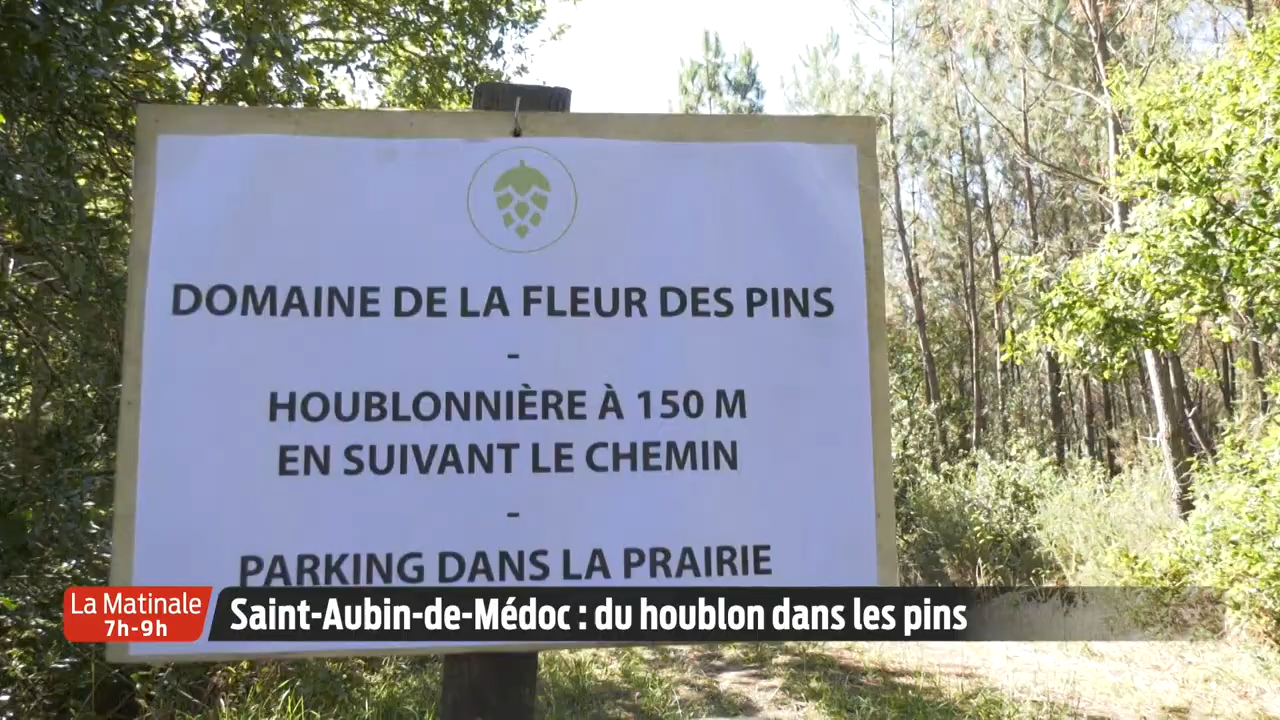 DOMAINE DE LA FLEUR DES PINS
-
HOUBLONNIÈRE À 150 M
EN SUIVANT LE CHEMIN
-
PARKING DANS LA PRAIRIE
La Matinale
7h-9h
Saint-Aubin-de-Médoc : du houblon dans les pins